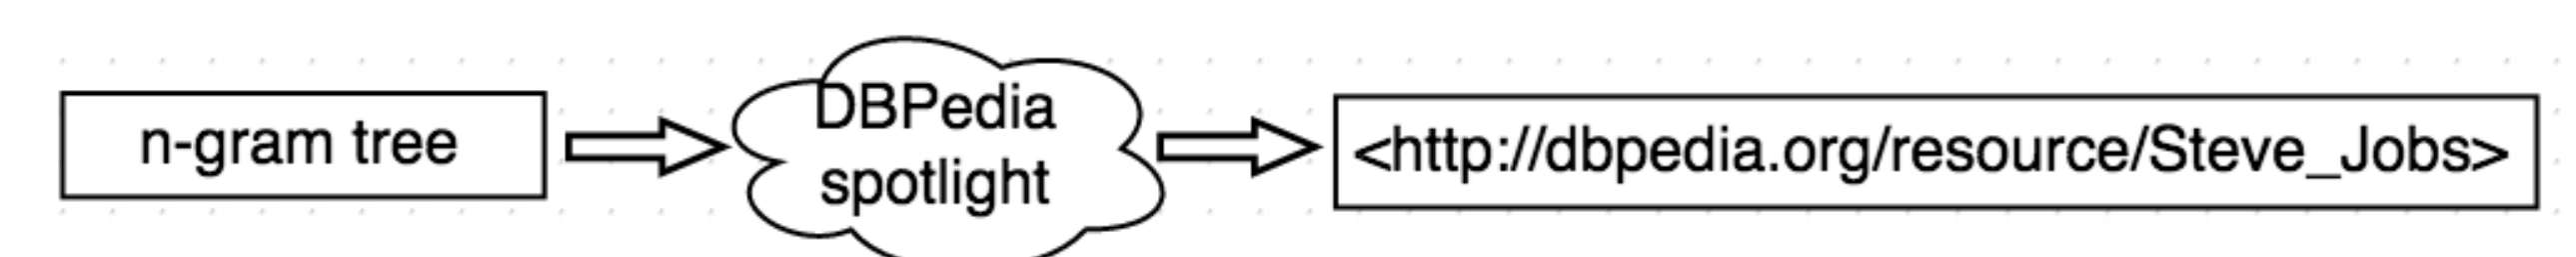 n-gram tree
DBPedia
spotlight
<http://dbpedia.org/resource/Steve_Jobs>